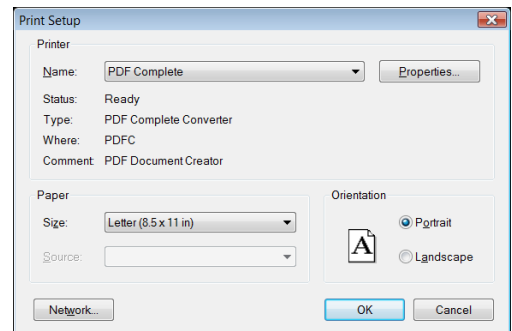 Print Setup
Printer
Name: PDF Complete Properties...
Status: Ready
Type: PDF Complete Converter
Where: PDFC
Comment: PDF Document Creator
Paper
Size: Letter (8.5 x 11 in)
Source:
Orientation
A
Portrait
Landscape
Network...
OK
Cancel